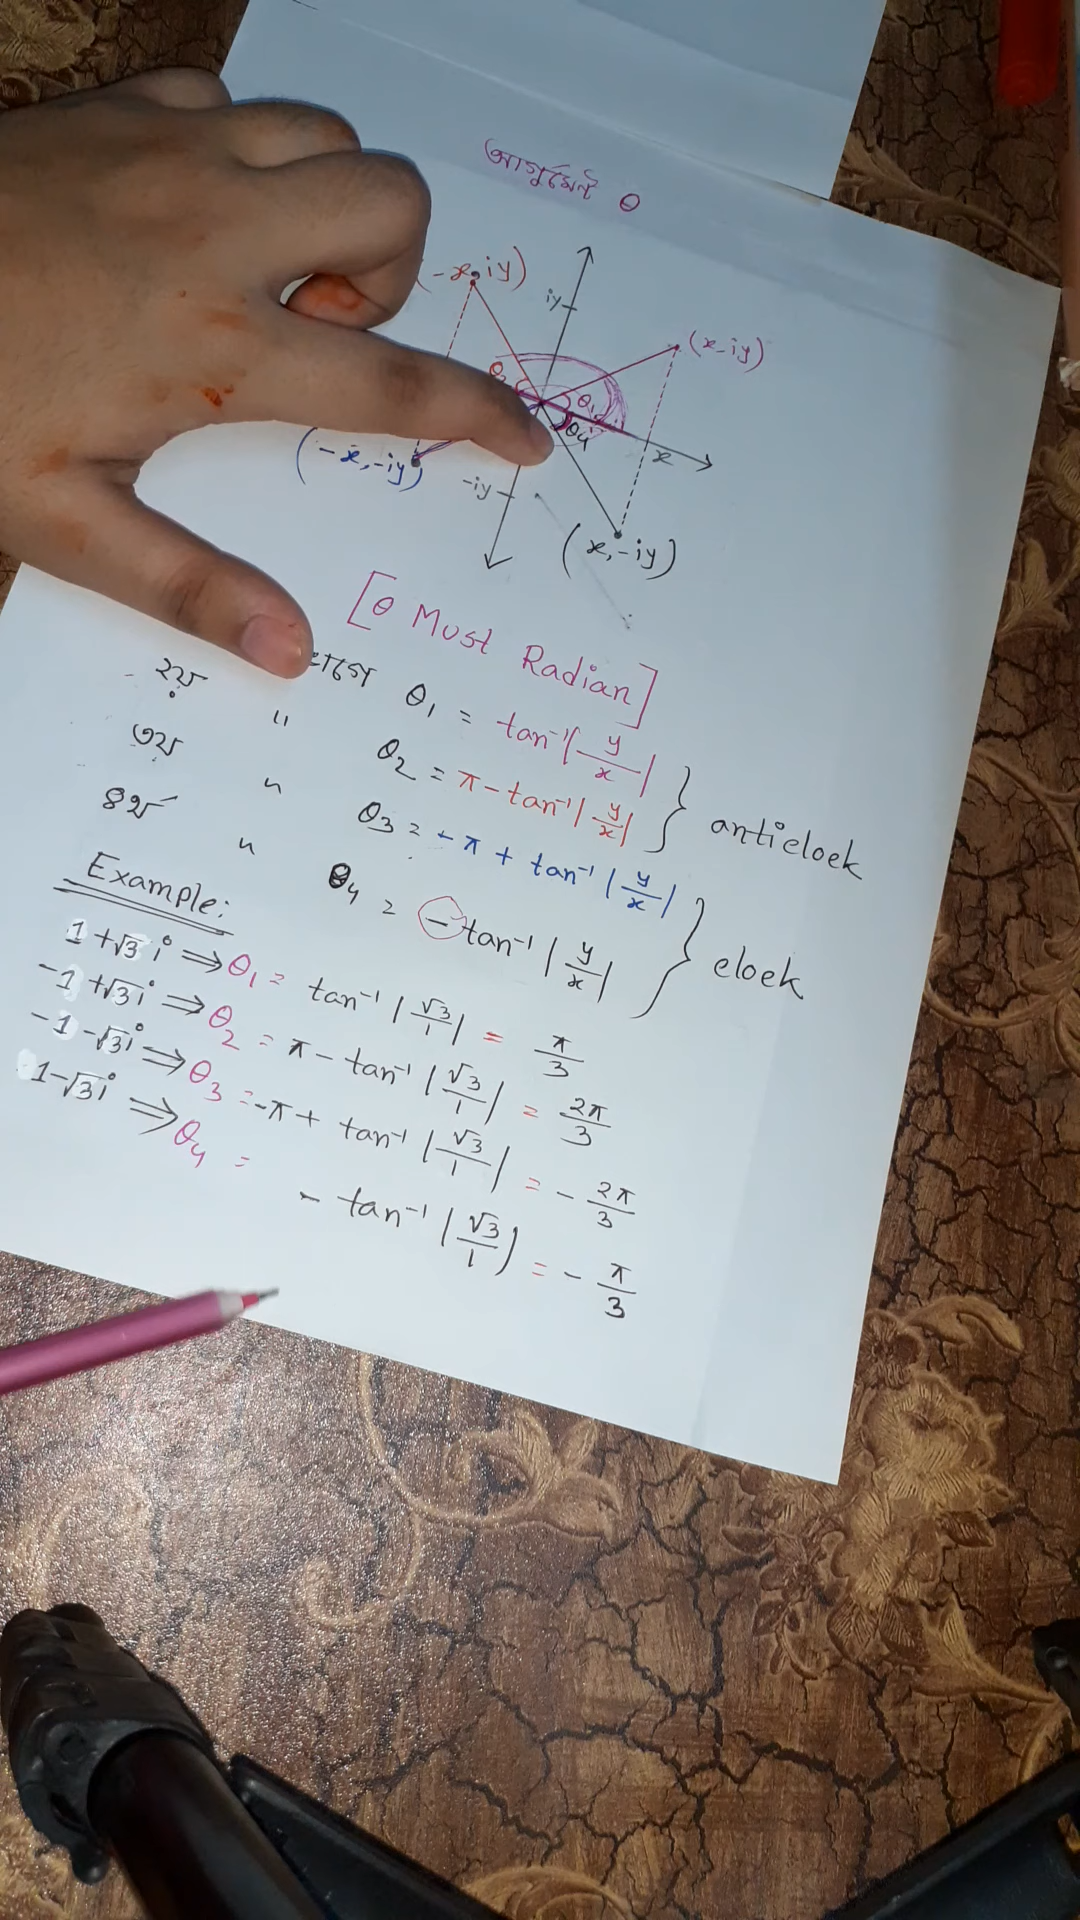 আর্গুমেন্ট θ
(-x, iy)
iy
(x-iy)
θ₁
θ₄
x
(-x, -iy)
-iy
(x, -iy)
[θ Must Radian]
θ₁ = tan⁻¹|y/x|
২য় " θ₂ = π - tan⁻¹|y/x|
} anticlock
৩য় " θ₃ = -π + tan⁻¹|y/x|
৪র্থ " θ₄ = -tan⁻¹|y/x|
} clock
Example:
1+√3 i ⇒ θ₁ = tan⁻¹|√3/1| = π/3
-1+√3 i ⇒ θ₂ = π - tan⁻¹|√3/1| = 2π/3
-1-√3 i ⇒ θ₃ = -π + tan⁻¹|√3/1| = - 2π/3
1-√3 i ⇒ θ₄ = - tan⁻¹|√3/1) = - π/3